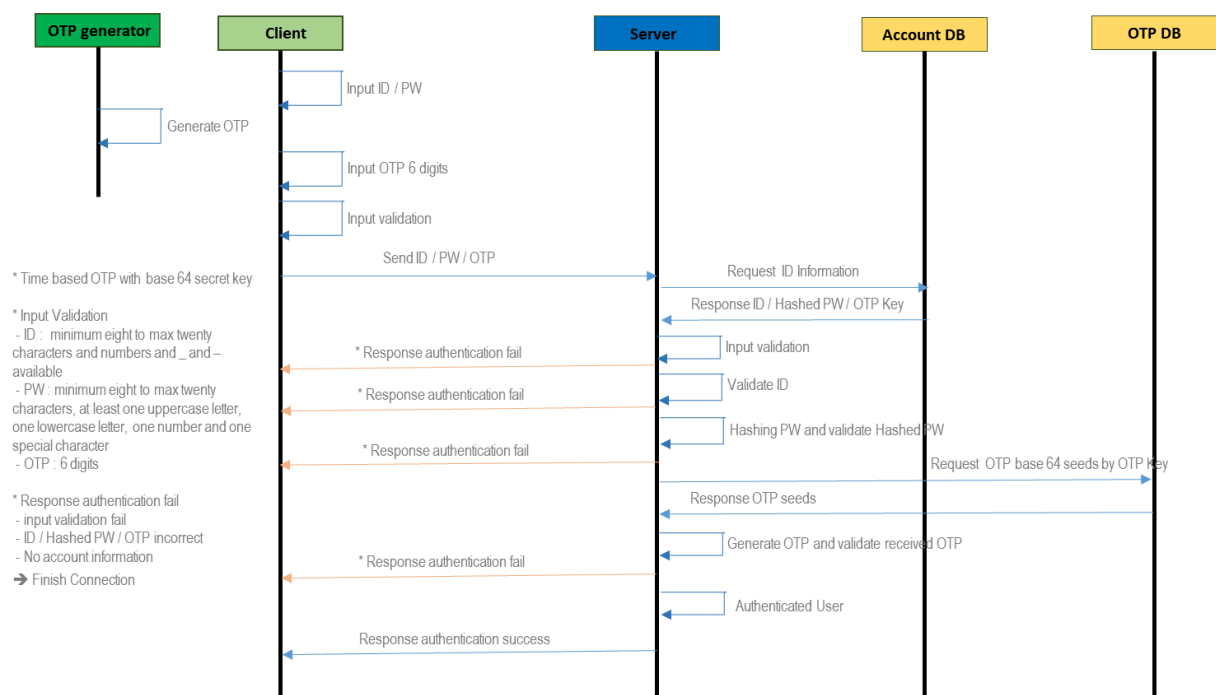 OTP generator
Client
Server
Account DB
OTP DB
Input ID / PW
Generate OTP
Input OTP 6 digits
Input validation
Send ID / PW / OTP
Request ID Information
* Time based OTP with base 64 secret key
Response ID / Hashed PW / OTP Key
* Input Validation
- ID : minimum eight to max twenty
characters and numbers and _ and –
available
- PW : minimum eight to max twenty
characters, at least one uppercase letter,
one lowercase letter, one number and one
special character
- OTP : 6 digits
Input validation
* Response authentication fail
Validate ID
* Response authentication fail
Hashing PW and validate Hashed PW
* Response authentication fail
Request OTP base 64 seeds by OTP Key
Response OTP seeds
* Response authentication fail
- input validation fail
- ID / Hashed PW / OTP incorrect
- No account information
➔ Finish Connection
Generate OTP and validate received OTP
* Response authentication fail
Authenticated User
Response authentication success